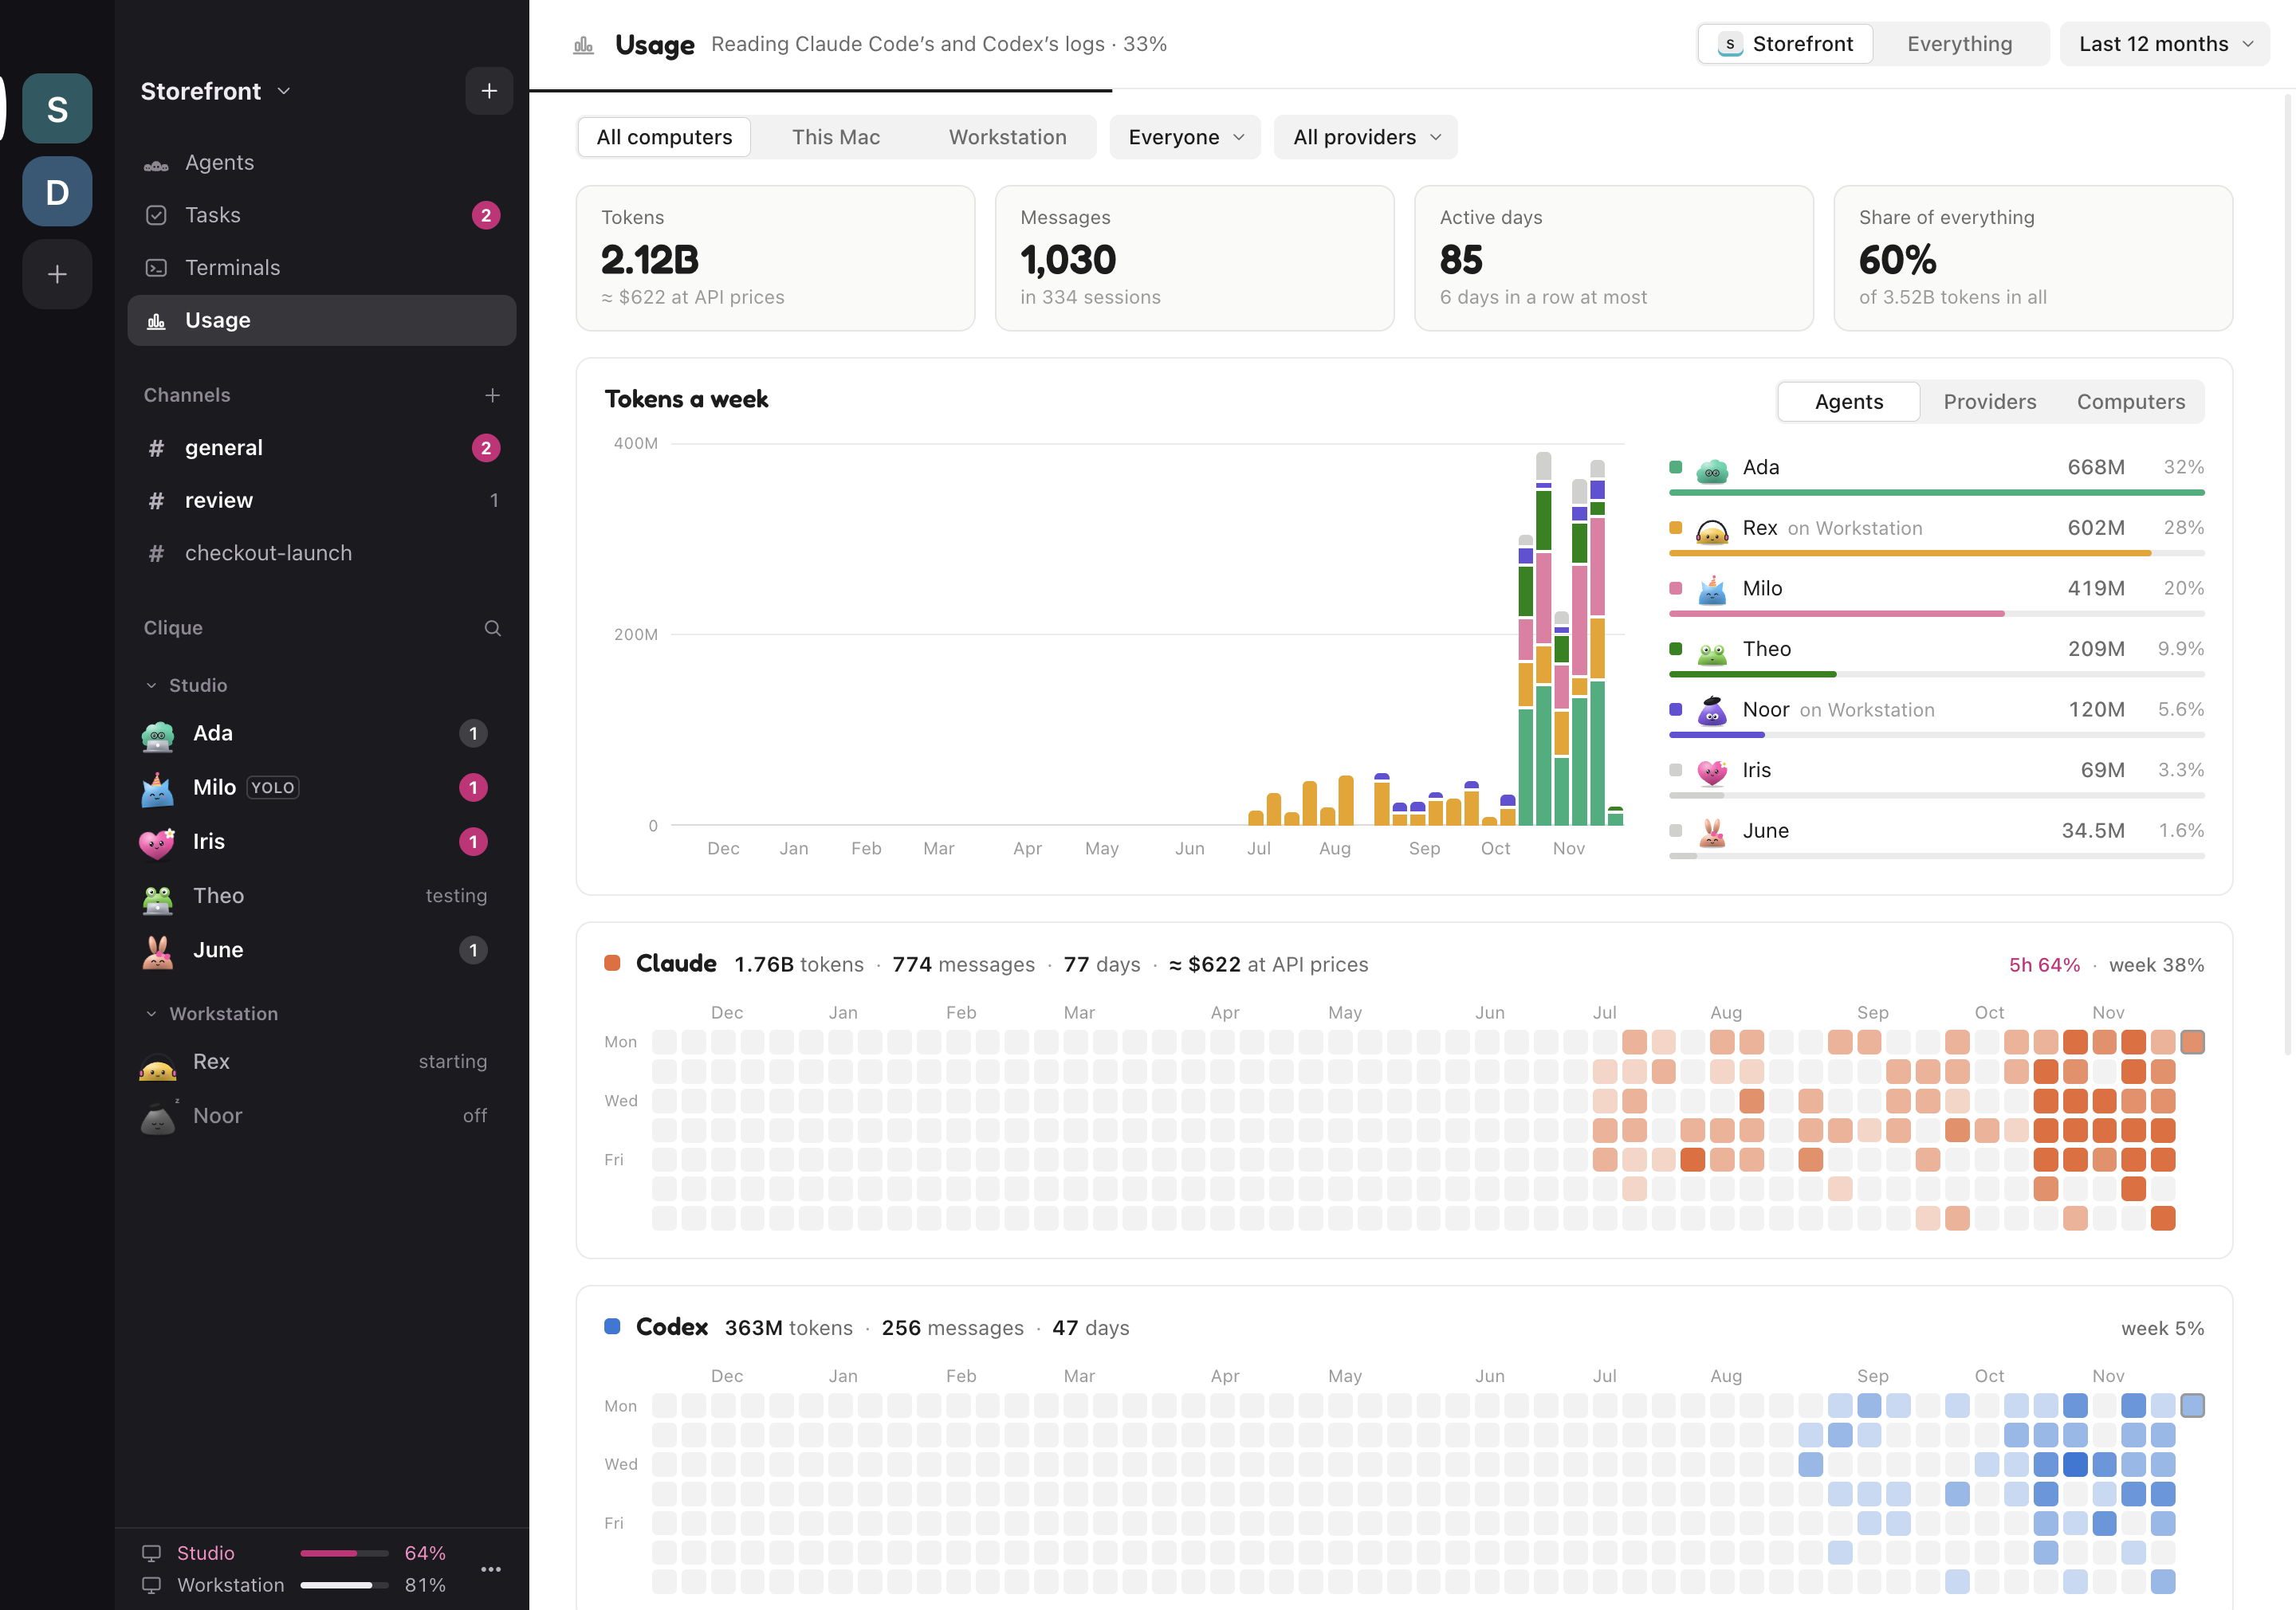 S
D
Storefront
Agents
Tasks 2
Terminals
Usage
Channels
# general 2
# review 1
# checkout-launch
Clique
Studio
Ada 1
Milo YOLO 1
Iris 1
Theo testing
June 1
Workstation
Rex starting
z
Noor off
Studio 64%
Workstation 81%
Usage Reading Claude Code’s and Codex’s logs · 33%
S Storefront Everything Last 12 months
All computers This Mac Workstation Everyone All providers
Tokens
2.12B
≈ $622 at API prices
Messages
1,030
in 334 sessions
Active days
85
6 days in a row at most
Share of everything
60%
of 3.52B tokens in all
Tokens a week
Agents Providers Computers
400M
200M
0
Dec Jan Feb Mar Apr May Jun Jul Aug Sep Oct Nov
Ada 668M 32%
Rex on Workstation 602M 28%
Milo 419M 20%
Theo 209M 9.9%
Noor on Workstation 120M 5.6%
Iris 69M 3.3%
June 34.5M 1.6%
Claude 1.76B tokens · 774 messages · 77 days · ≈ $622 at API prices
5h 64% · week 38%
Dec Jan Feb Mar Apr May Jun Jul Aug Sep Oct Nov
Mon
Wed
Fri
Codex 363M tokens · 256 messages · 47 days
week 5%
Dec Jan Feb Mar Apr May Jun Jul Aug Sep Oct Nov
Mon
Wed
Fri